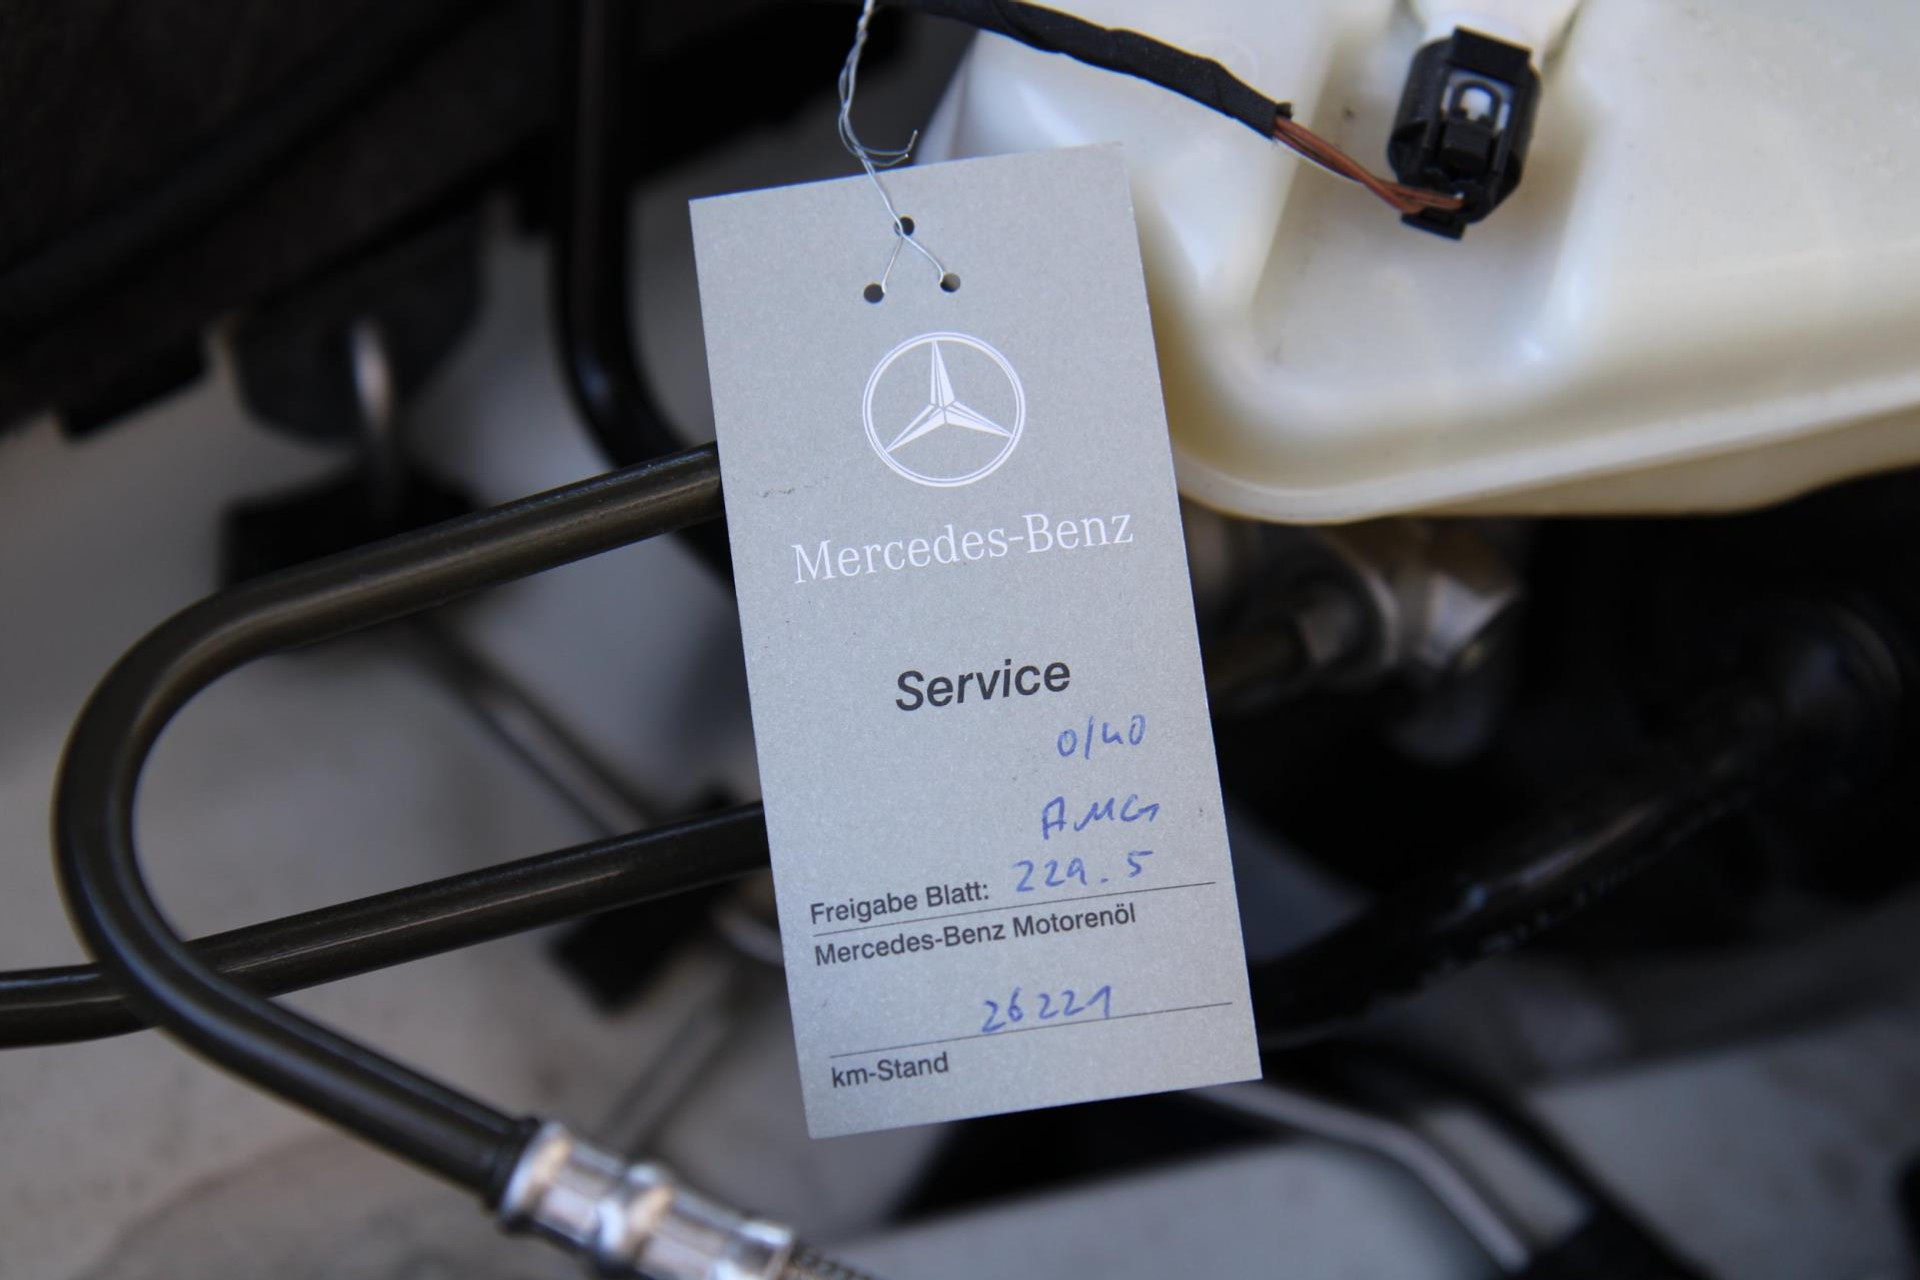 Mercedes-Benz
Service
0/40
AMG
Freigabe Blatt: 229.5
Mercedes-Benz Motorenöl
26221
km-Stand